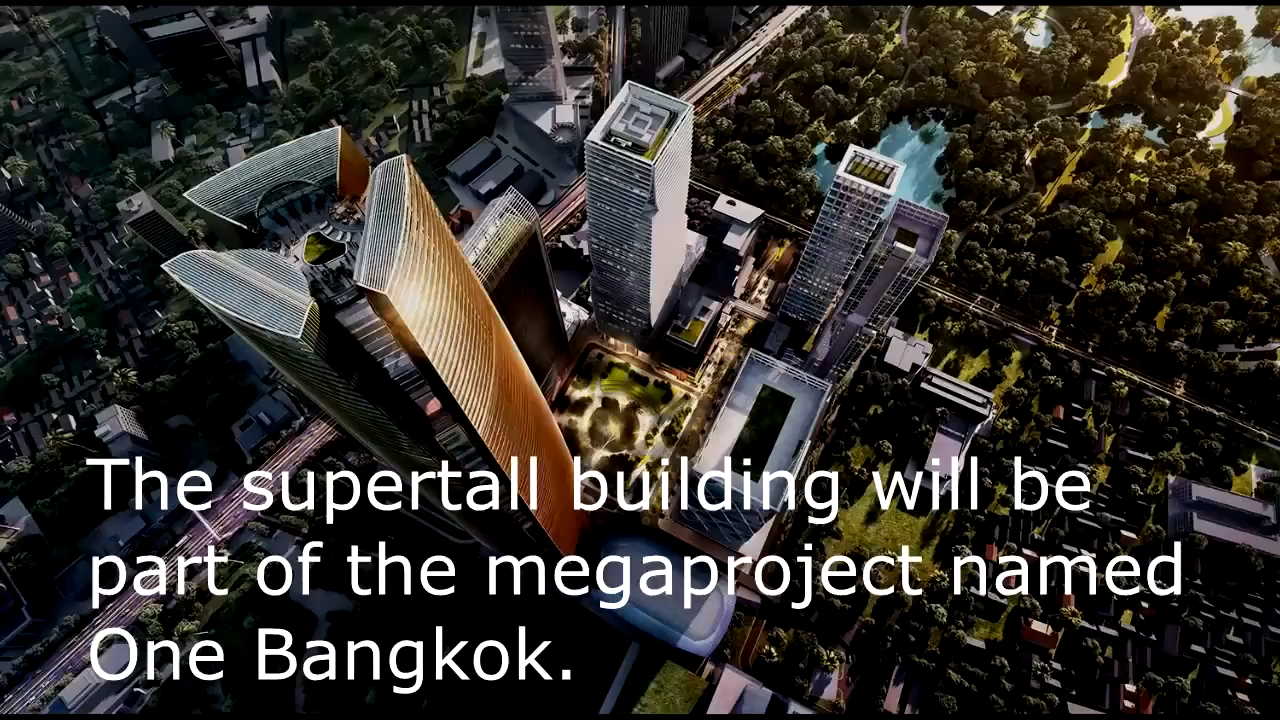 The supertall building will be
part of the megaproject named
One Bangkok.